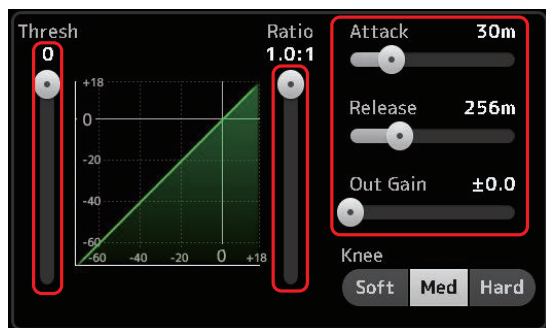 Thresh
0
Ratio
1.0:1
+18
0
-20
-40
-60
-60 -40 -20 0 +18
Attack 30m
Release 256m
Out Gain ±0.0
Knee
Soft Med Hard